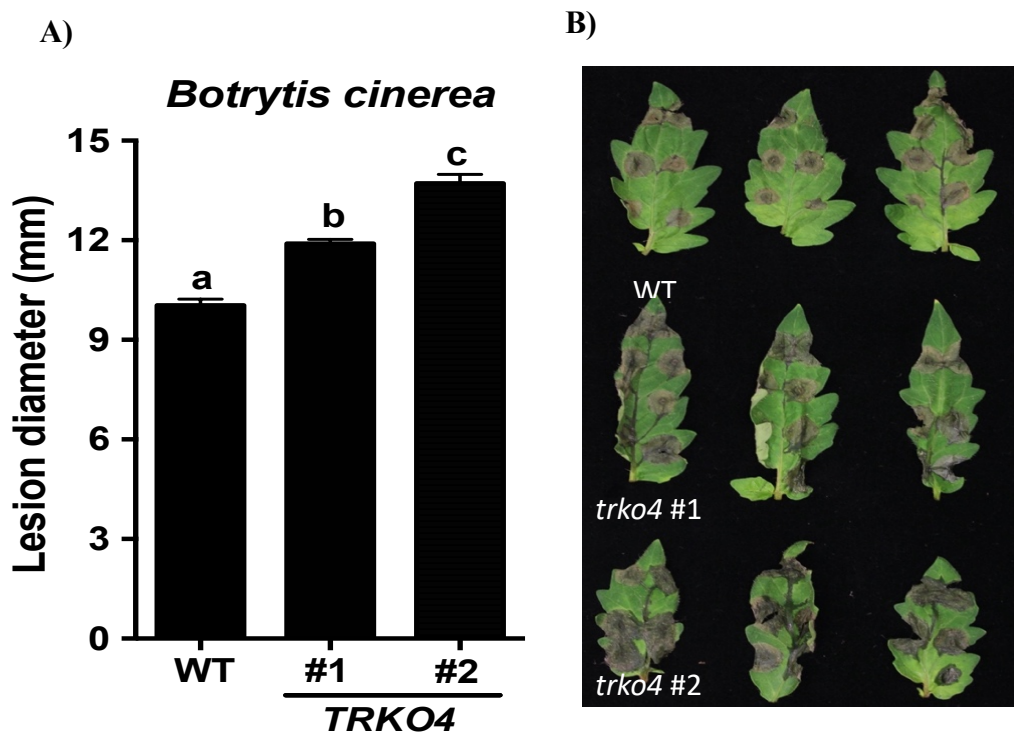 A)
Botrytis cinerea
Lesion diameter (mm)
15
12
9
6
3
0
a
b
c
WT
#1
#2
TRKO4
B)
WT
trko4 #1
trko4 #2